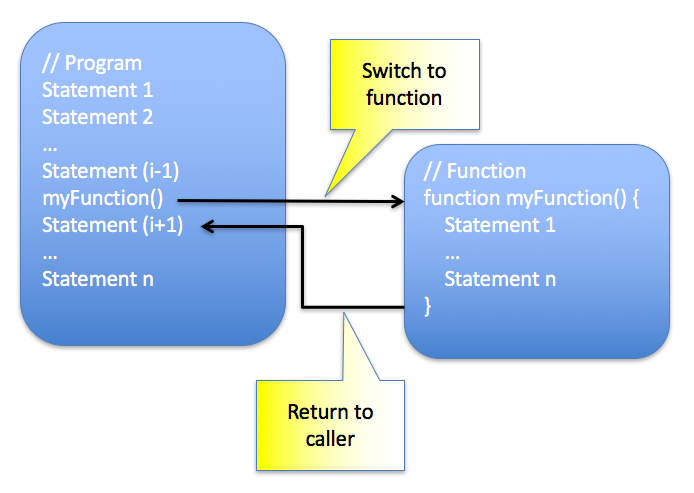 // Program
Statement 1
Statement 2
...
Statement (i-1)
myFunction()
Statement (i+1)
...
Statement n
Switch to
function
// Function
function myFunction() {
Statement 1
...
Statement n
}
Return to
caller